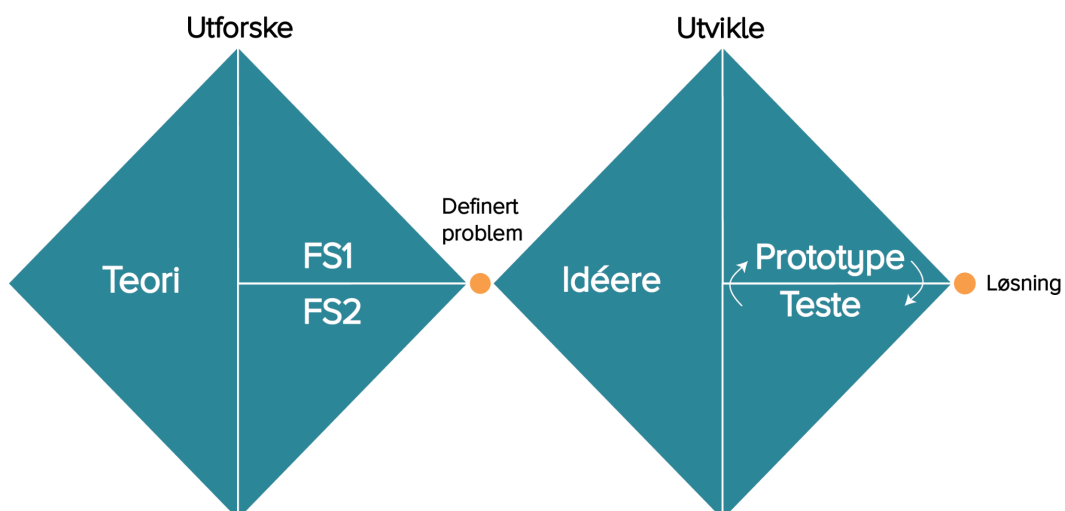 Utforske
Teori
FS1
FS2
Definert
problem
Utvikle
Idéere
Prototype
Teste
Løsning